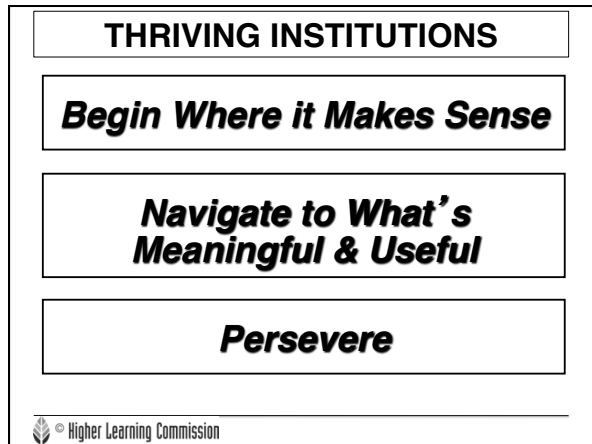 THRIVING INSTITUTIONS
Begin Where it Makes Sense
Navigate to What's
Meaningful & Useful
Persevere
© Higher Learning Commission